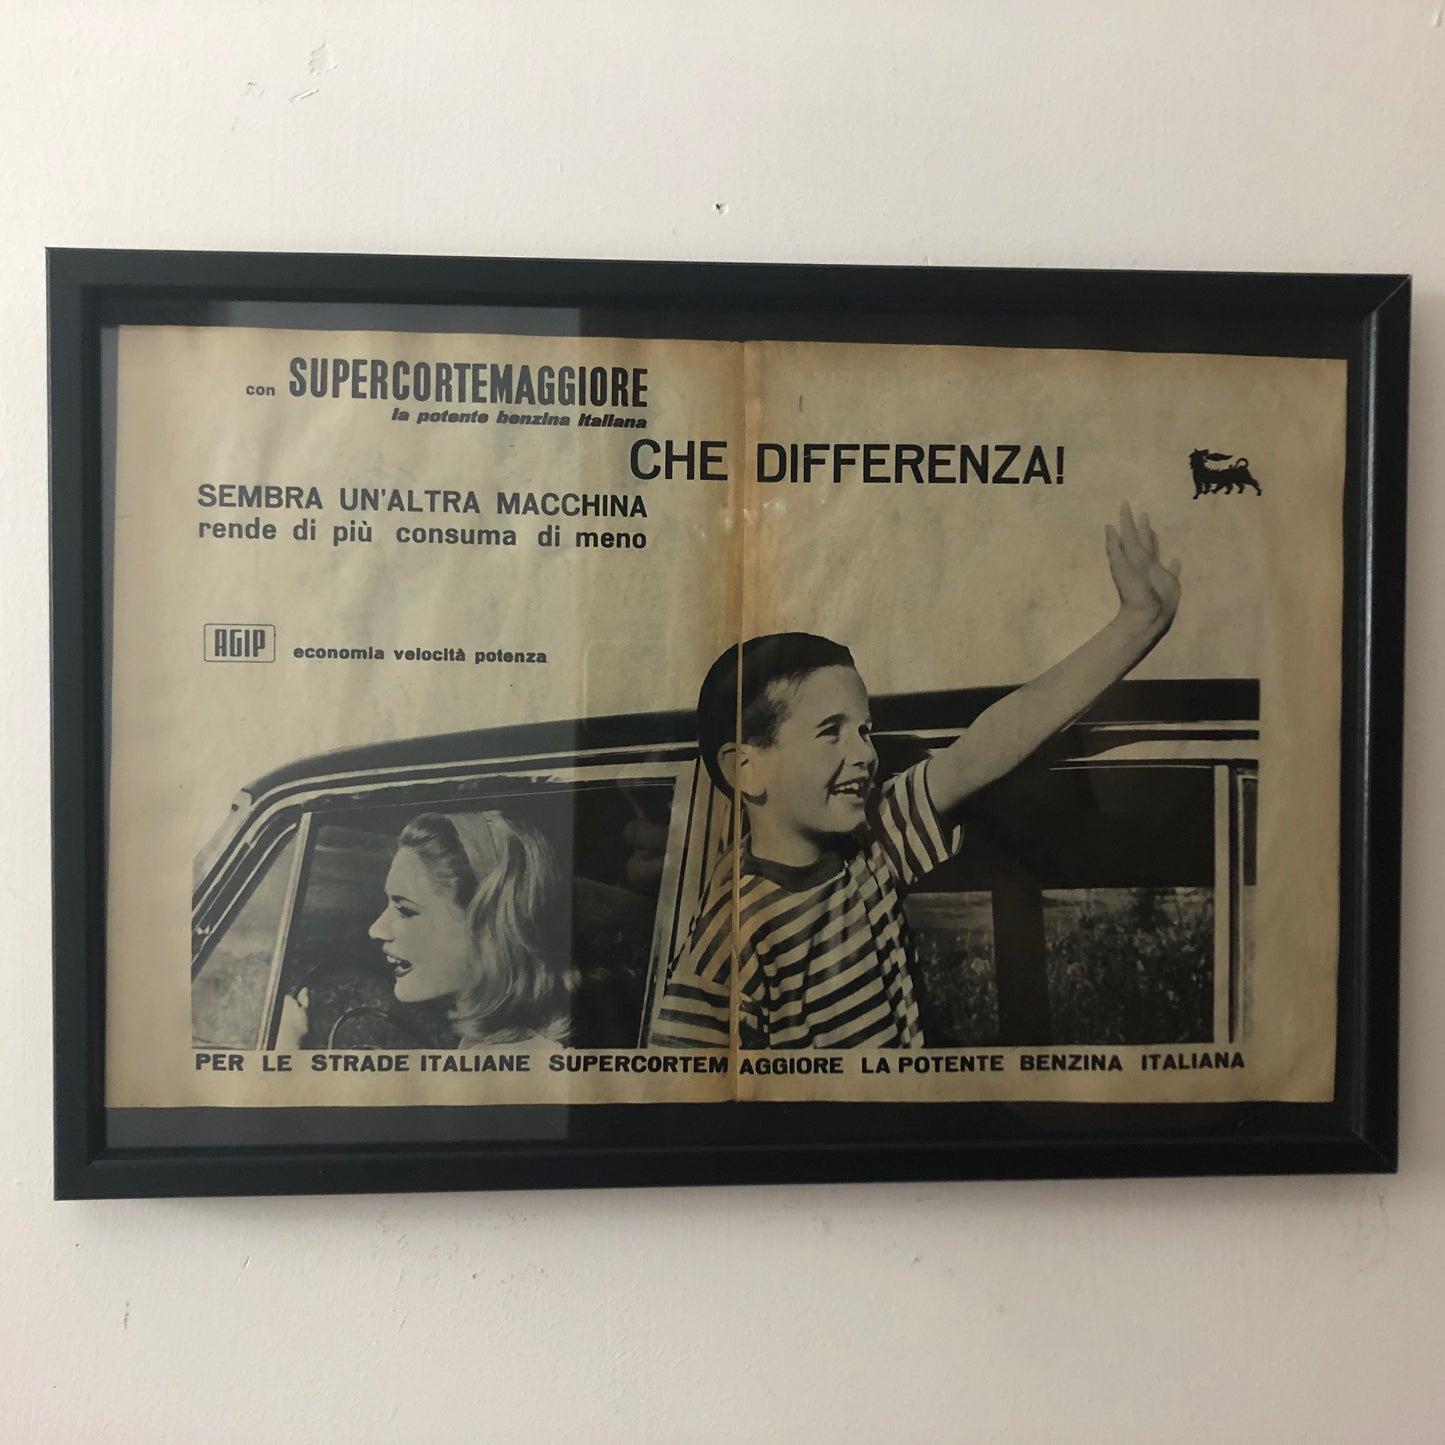 con SUPERCORTEMAGGIORE
la potente benzina italiana
CHE DIFFERENZA!
SEMBRA UN'ALTRA MACCHINA
rende di più consuma di meno
AGIP economia velocità potenza
PER LE STRADE ITALIANE SUPERCORTEMAGGIORE LA POTENTE BENZINA ITALIANA